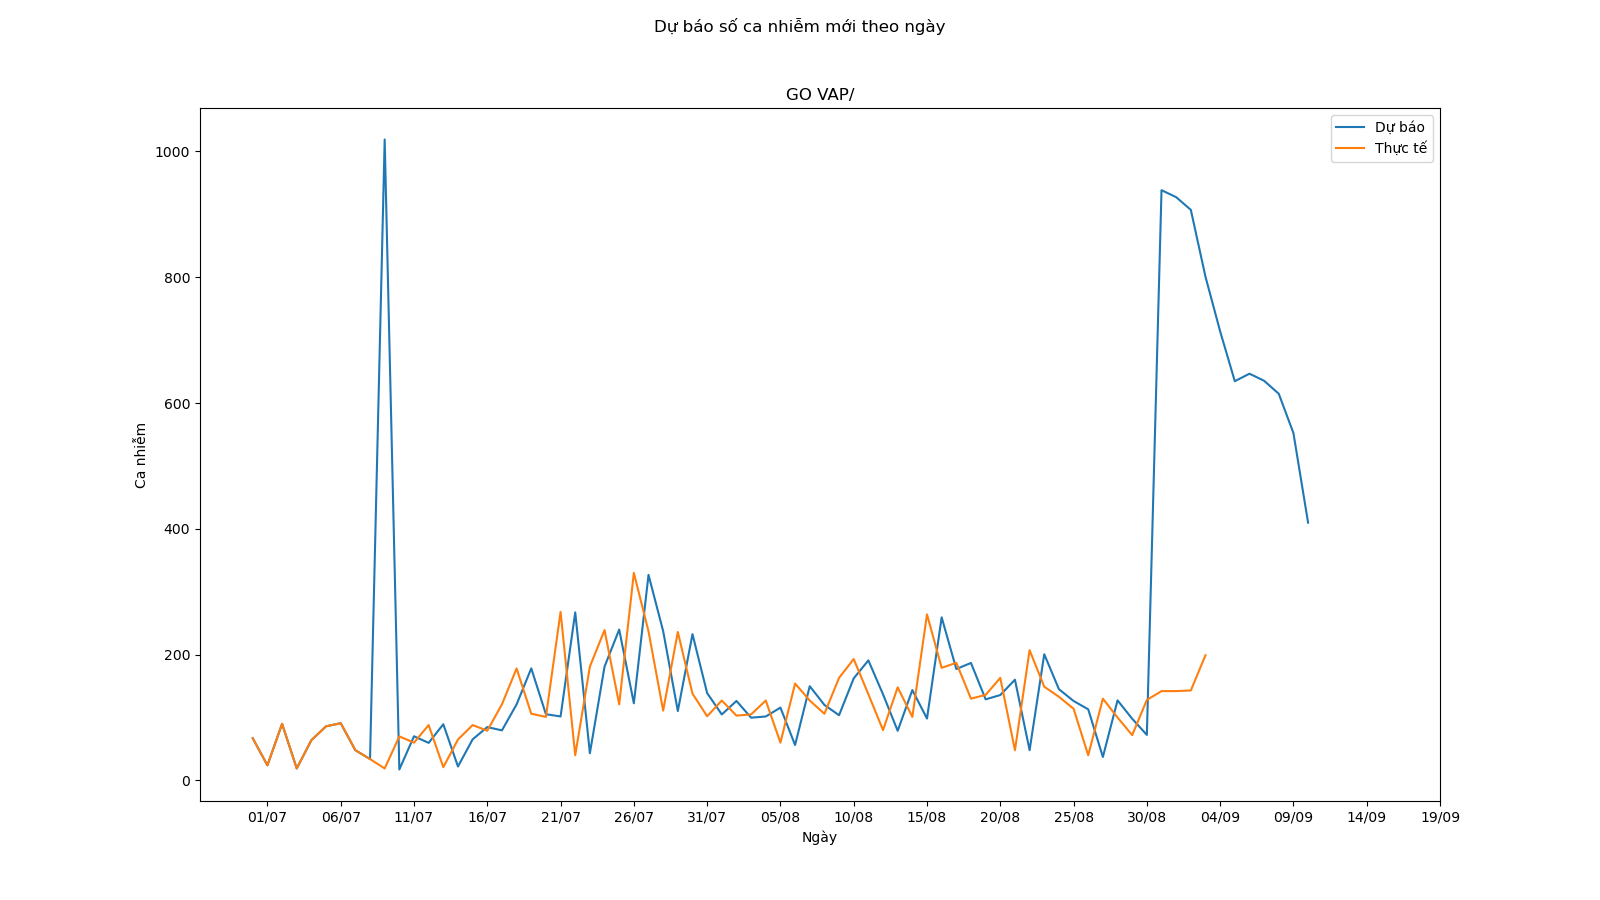 Dự báo số ca nhiễm mới theo ngày
GO VAP/
Dự báo
Thực tế
1000
800
600
400
200
0
Ca nhiễm
01/07 06/07 11/07 16/07 21/07 26/07 31/07 05/08 10/08 15/08 20/08 25/08 30/08 04/09 09/09 14/09 19/09
Ngày